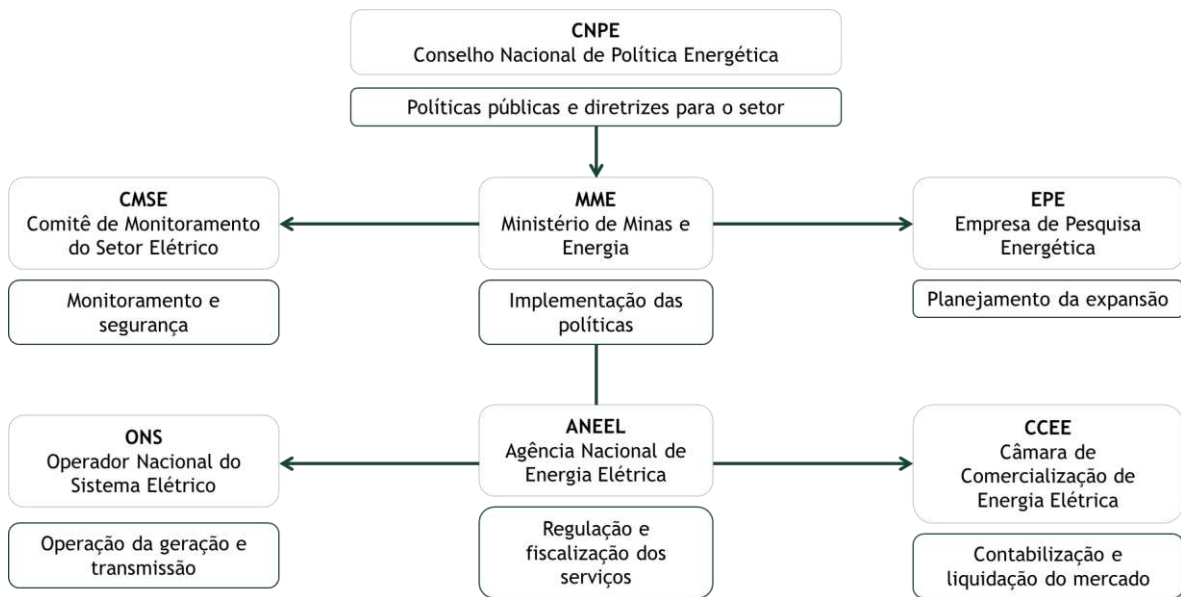 CNPE
Conselho Nacional de Política Energética
Políticas públicas e diretrizes para o setor
CMSE
Comitê de Monitoramento
do Setor Elétrico
Monitoramento e
segurança
MME
Ministério de Minas e
Energia
Implementação das
políticas
EPE
Empresa de Pesquisa
Energética
Planejamento da expansão
ONS
Operador Nacional do
Sistema Elétrico
Operação da geração e
transmissão
ANEEL
Agência Nacional de
Energia Elétrica
Regulação e
fiscalização dos
serviços
CCEE
Câmara de
Comercialização de
Energia Elétrica
Contabilização e
liquidação do mercado